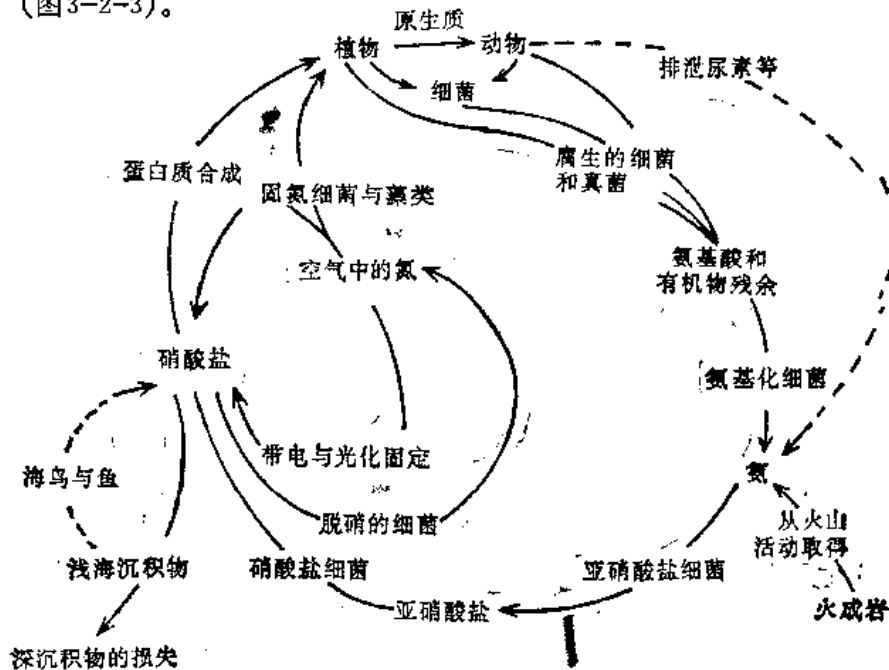 (图3-2-3)。
原生质
植物
动物
细菌
排泄尿素等
蛋白质合成
腐生的细菌
和真菌
固氮细菌与藻类
空气中的氮
氨基酸和
有机物残余
硝酸盐
氨基化细菌
带电与光化固定
海鸟与鱼
氨
脱硝的细菌
从火山
活动取得
浅海沉积物
硝酸盐细菌
亚硝酸盐细菌
亚硝酸盐
火成岩
深沉积物的损失